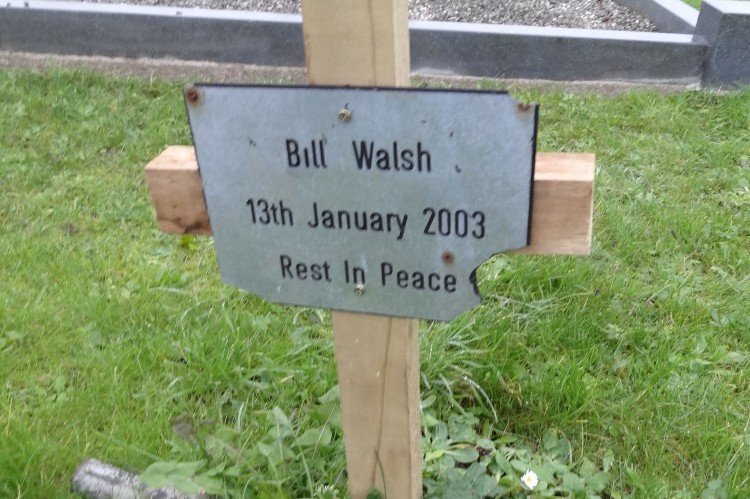 Bill Walsh
13th January 2003
Rest In Peace